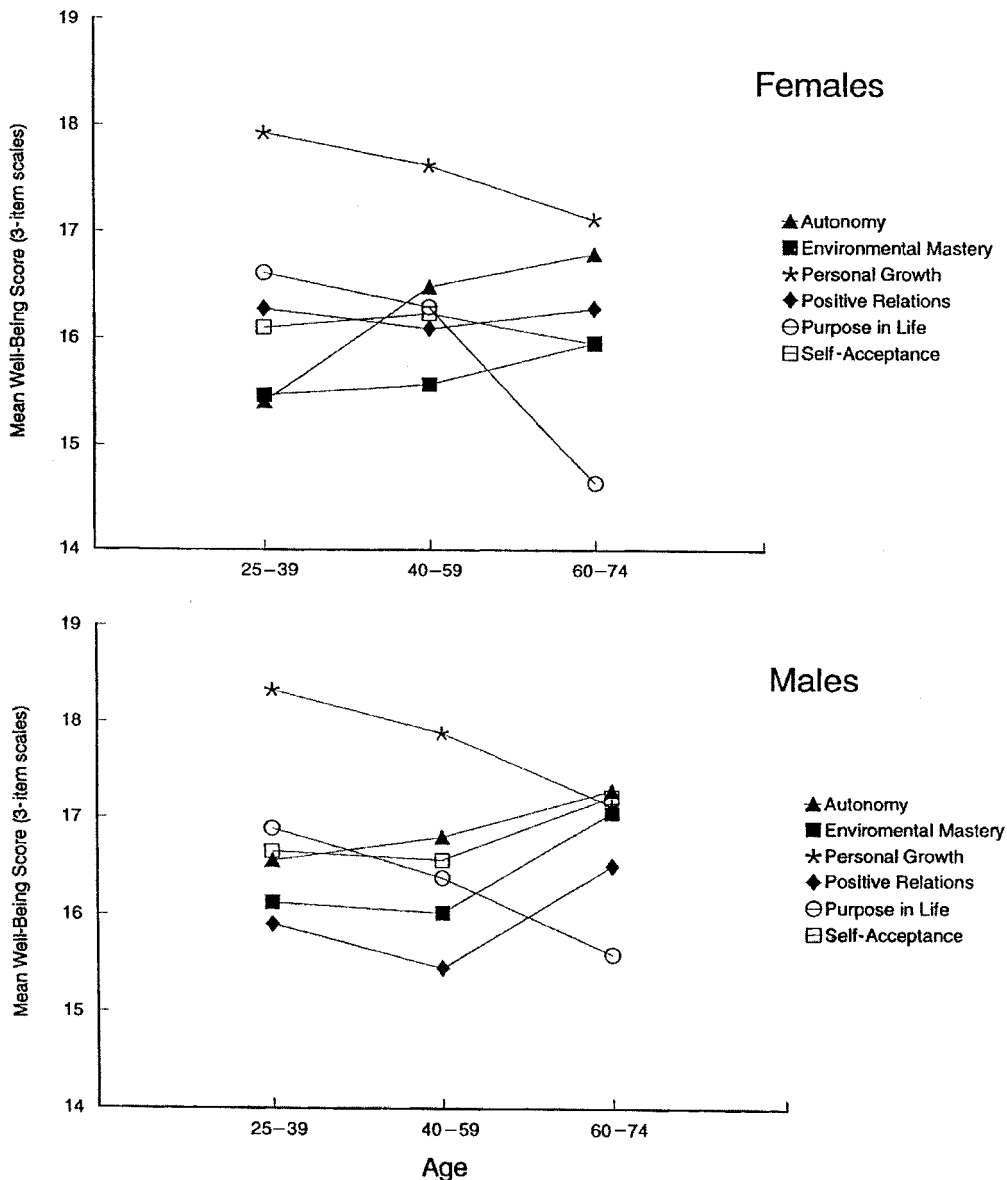 19
Females
18
17
16
15
14
Mean Well-Being Score (3-item scales)
Autonomy
Environmental Mastery
Personal Growth
Positive Relations
Purpose in Life
Self-Acceptance
25–39
40–59
60–74
19
Males
18
17
16
15
14
Mean Well-Being Score (3-item scales)
Autonomy
Enviromental Mastery
Personal Growth
Positive Relations
Purpose in Life
Self-Acceptance
25–39
40–59
60–74
Age